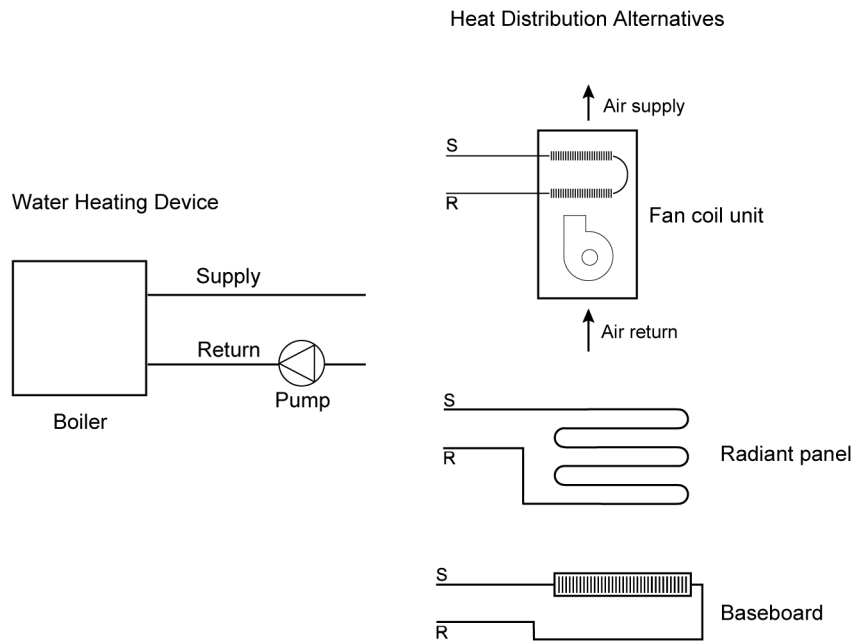 Heat Distribution Alternatives
Air supply
S
R
Fan coil unit
Air return
Water Heating Device
Supply
Return
Pump
Boiler
S
R
Radiant panel
S
R
Baseboard